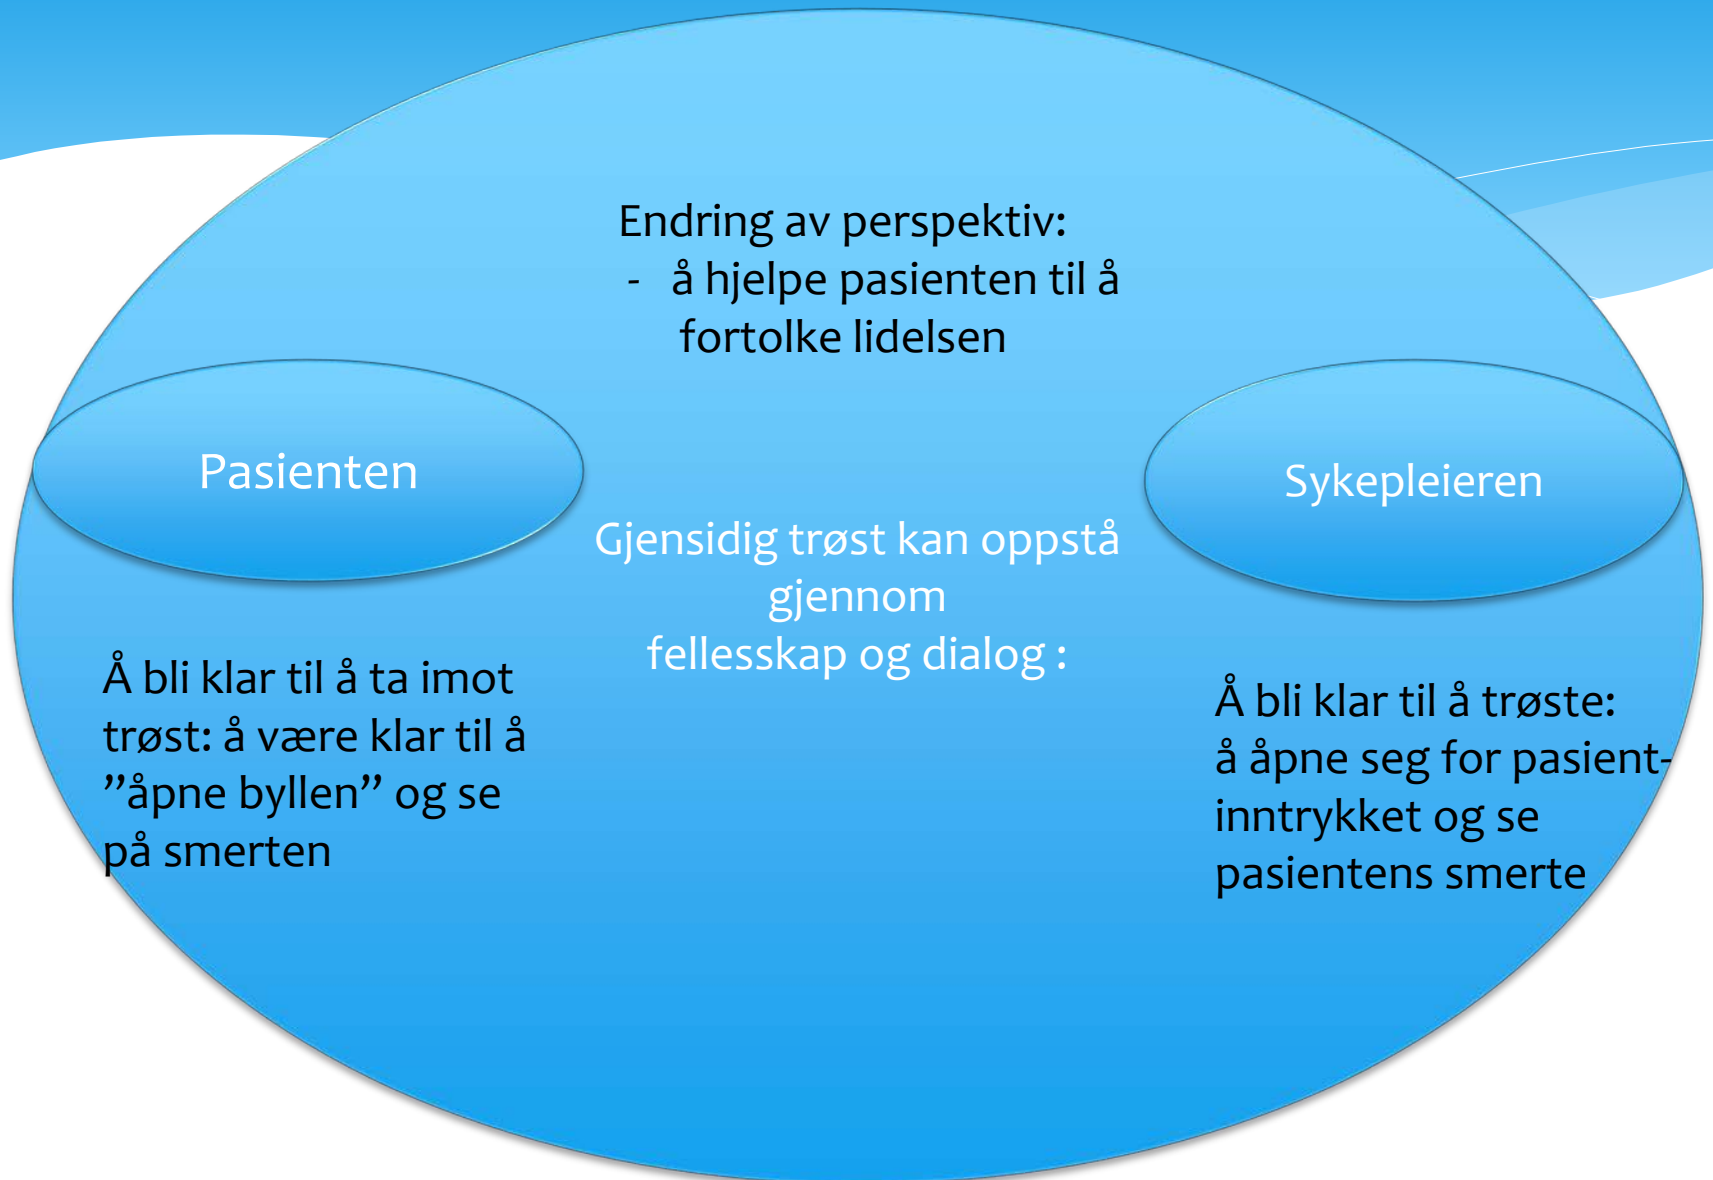 Endring av perspektiv:
- å hjelpe pasienten til å
fortolke lidelsen
Pasienten
Sykepleieren
Gjensidig trøst kan oppstå
gjennom
fellesskap og dialog :
Å bli klar til å ta imot
trøst: å være klar til å
”åpne byllen” og se
på smerten
Å bli klar til å trøste:
å åpne seg for pasient-
inntrykket og se
pasientens smerte